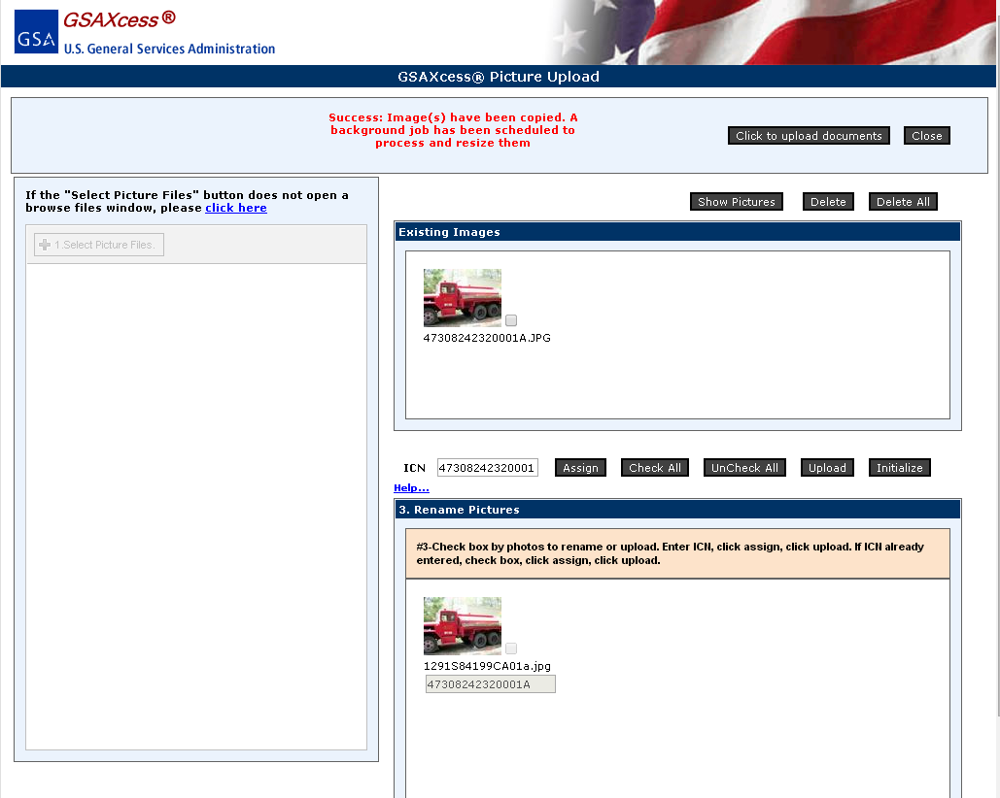 GSAXcess ®
GSA
U.S. General Services Administration
GSAXcess® Picture Upload
Success: Image(s) have been copied. A
background job has been scheduled to
process and resize them
Click to upload documents
Close
If the "Select Picture Files" button does not open a
browse files window, please click here
1.Select Picture Files.
Show Pictures
Delete
Delete All
Existing Images
47308242320001A.JPG
ICN
47308242320001
Assign
Check All
UnCheck All
Upload
Initialize
Help...
3. Rename Pictures
#3-Check box by photos to rename or upload. Enter ICN, click assign, click upload. If ICN already
entered, check box, click assign, click upload.
1291S84199CA01a.jpg
47308242320001A